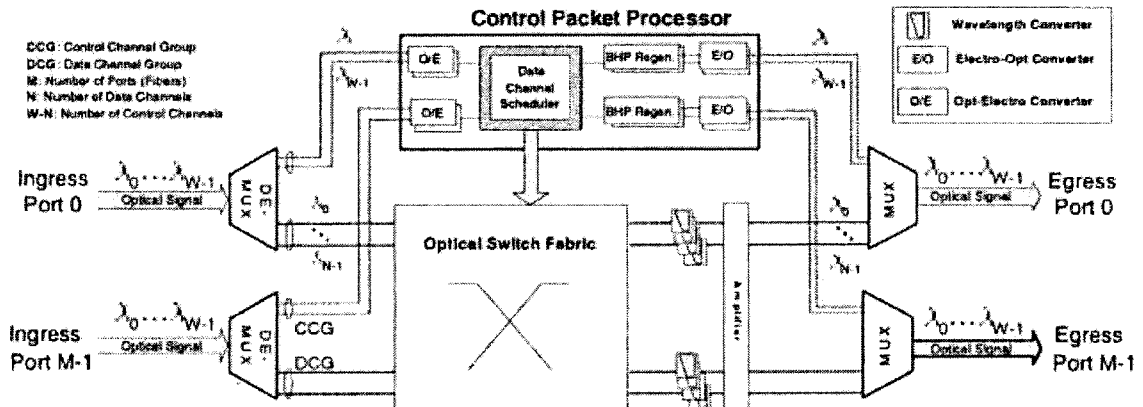 Control Packet Processor
CCG: Control Channel Group
DCG: Data Channel Group
M: Number of Ports (Fibers)
N: Number of Data Channels
W-N: Number of Control Channels
λ
λW-1
O/E
O/E
Data
Channel
Scheduler
BHP Regen.
E/O
BHP Regen.
E/O
λ
λW-1
Wavelength Converter
E/O
Electro-Opt Converter
O/E
Opt-Electro Converter
Ingress
Port 0
λ0....λW-1
Optical Signal
DE-
MUX
λ0
λN-1
Optical Switch Fabric
Amplifier
λ0
λN-1
MUX
λ0....λW-1
Optical Signal
Egress
Port 0
Ingress
Port M-1
λ0....λW-1
Optical Signal
DE-
MUX
CCG
DCG
MUX
λ0....λW-1
Optical Signal
Egress
Port M-1